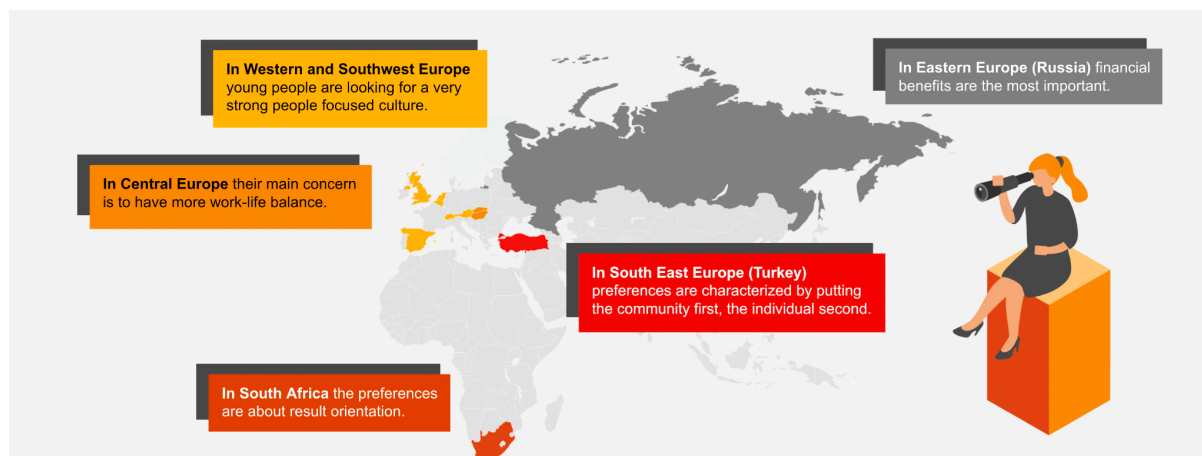 In Western and Southwest Europe
young people are looking for a very
strong people focused culture.
In Eastern Europe (Russia) financial
benefits are the most important.
In Central Europe their main concern
is to have more work-life balance.
In South East Europe (Turkey)
preferences are characterized by putting
the community first, the individual second.
In South Africa the preferences
are about result orientation.